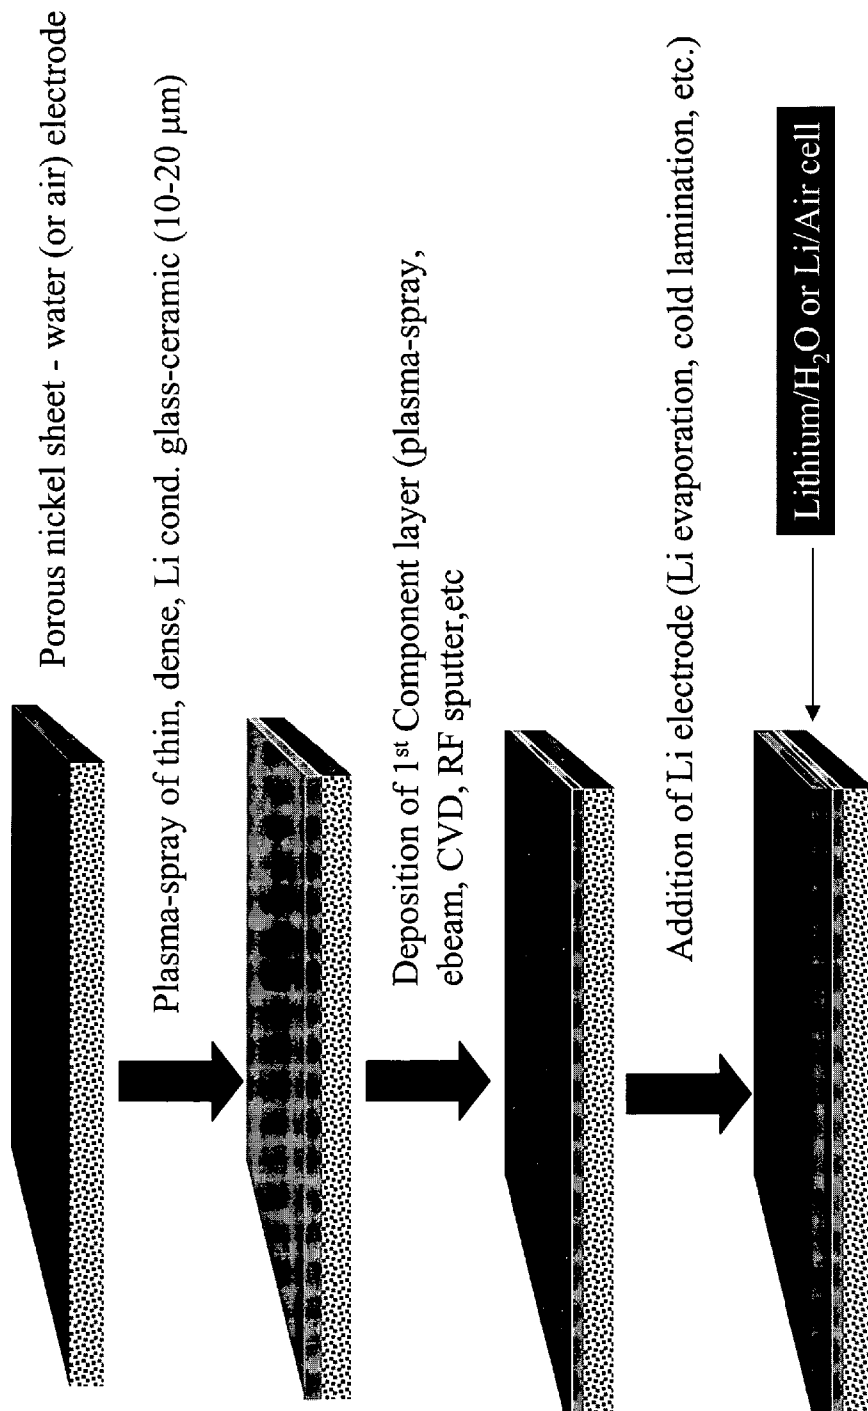 Porous nickel sheet - water (or air) electrode
Plasma-spray of thin, dense, Li cond. glass-ceramic (10-20 μm)
Deposition of 1st Component layer (plasma-spray,
ebeam, CVD, RF sputter,etc
Addition of Li electrode (Li evaporation, cold lamination, etc.)
Lithium/H₂O or Li/Air cell